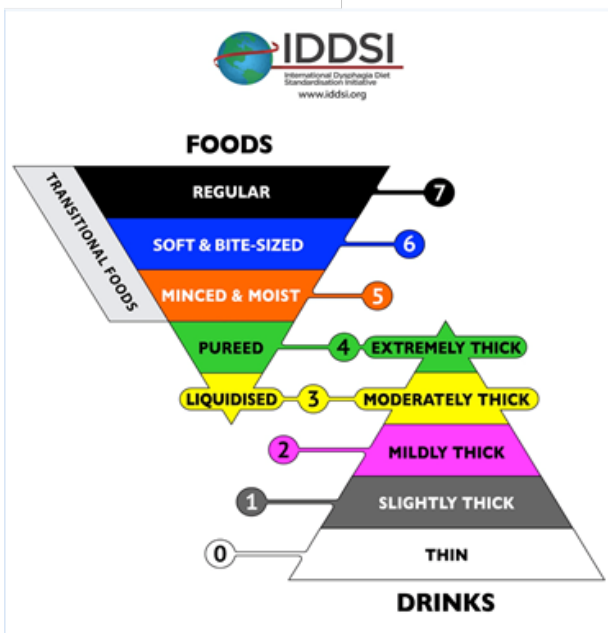 IDDSI
International Dysphagia Diet
Standardisation Initiative
www.iddsi.org
FOODS
TRANSITIONAL FOODS
REGULAR
7
SOFT & BITE-SIZED
6
MINCED & MOIST
5
PUREED
4
EXTREMELY THICK
LIQUIDISED
3
MODERATELY THICK
2
MILDLY THICK
1
SLIGHTLY THICK
0
THIN
DRINKS